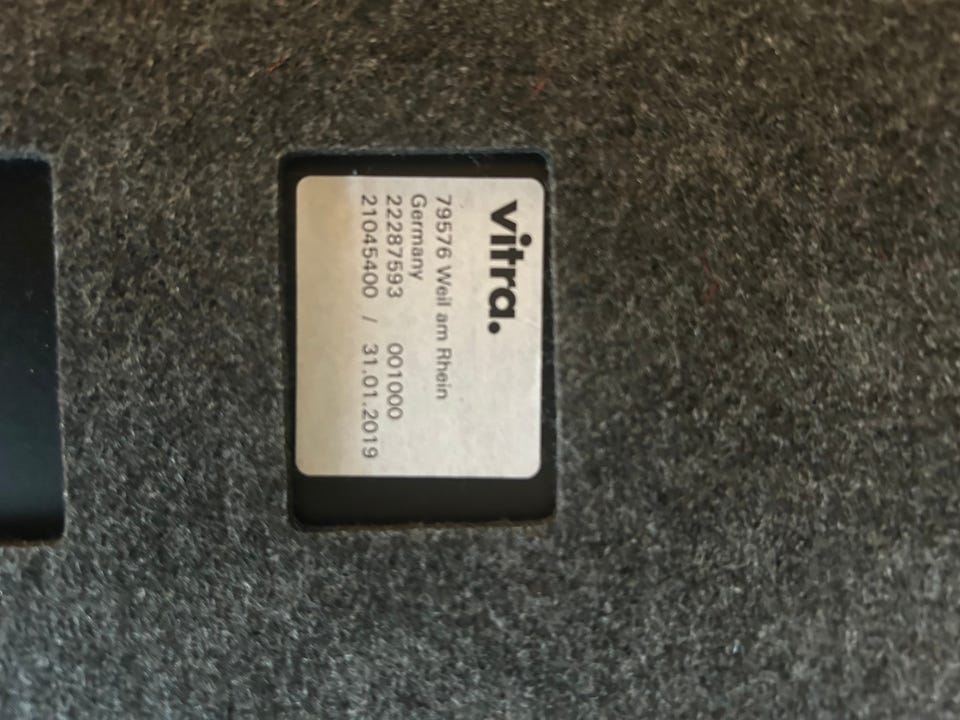 vitra.
79576 Weil am Rhein
Germany
22287593 001000
21045400 / 31.01.2019